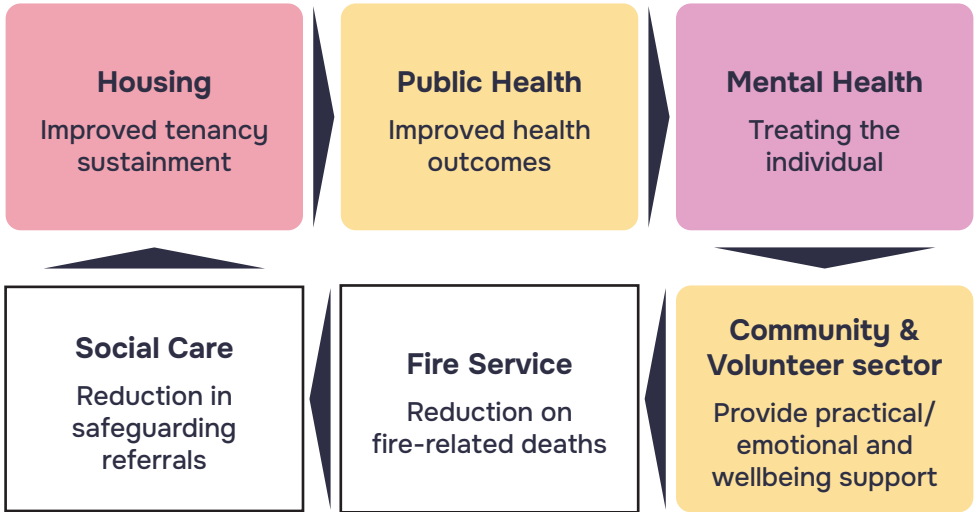 Housing
Improved tenancy
sustainment
Public Health
Improved health
outcomes
Mental Health
Treating the
individual
Social Care
Reduction in
safeguarding
referrals
Fire Service
Reduction on
fire-related deaths
Community &
Volunteer sector
Provide practical/
emotional and
wellbeing support